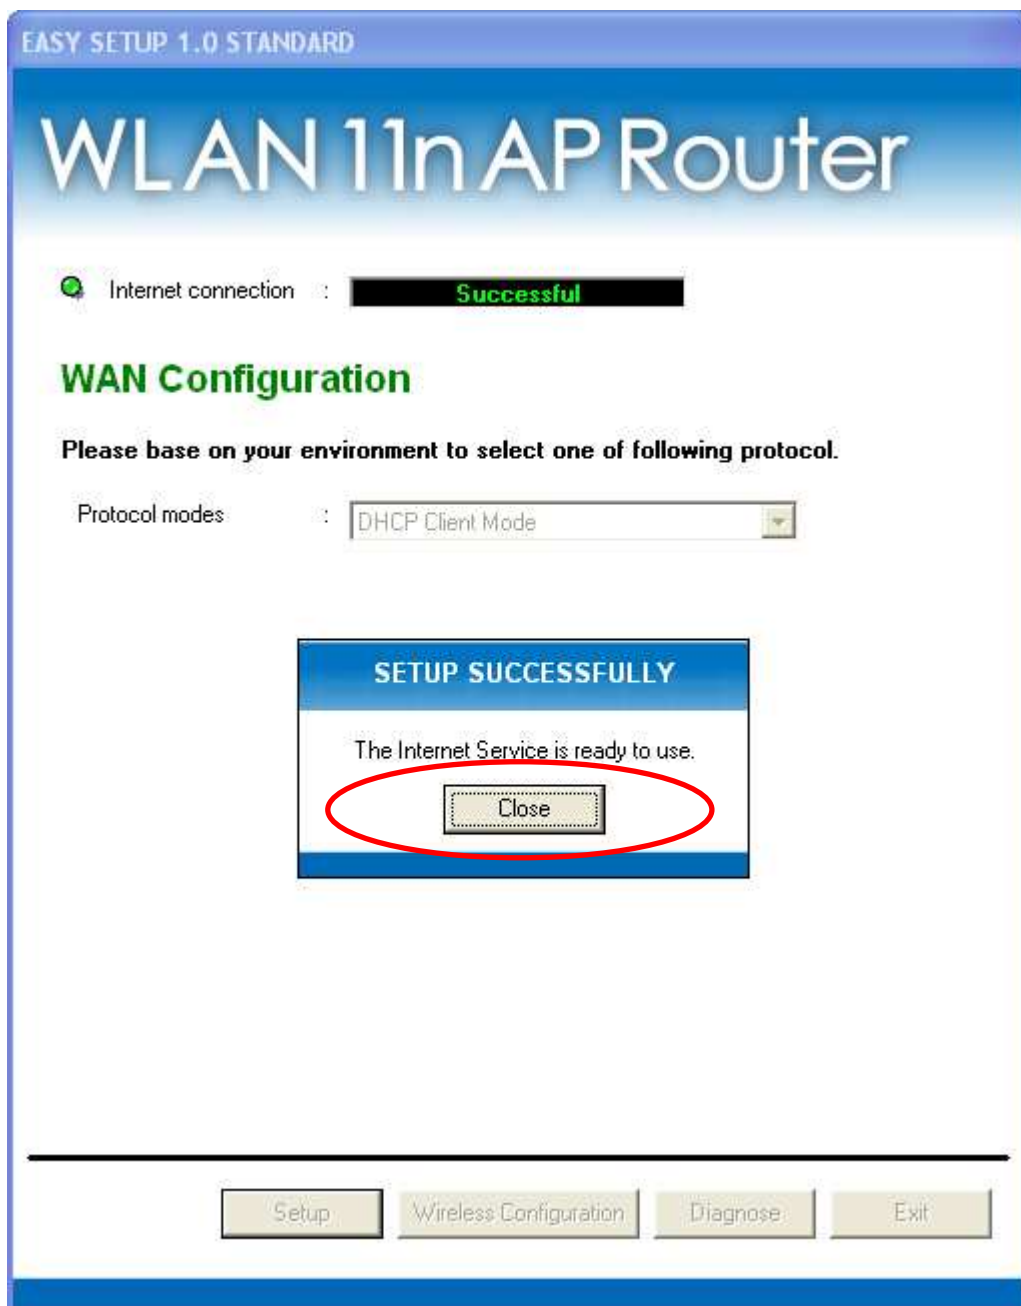 EASY SETUP 1.0 STANDARD
WLAN 11n AP Router
Internet connection : Successful
WAN Configuration
Please base on your environment to select one of following protocol.
Protocol modes : DHCP Client Mode
SETUP SUCCESSFULLY
The Internet Service is ready to use.
Close
Setup Wireless Configuration Diagnose Exit